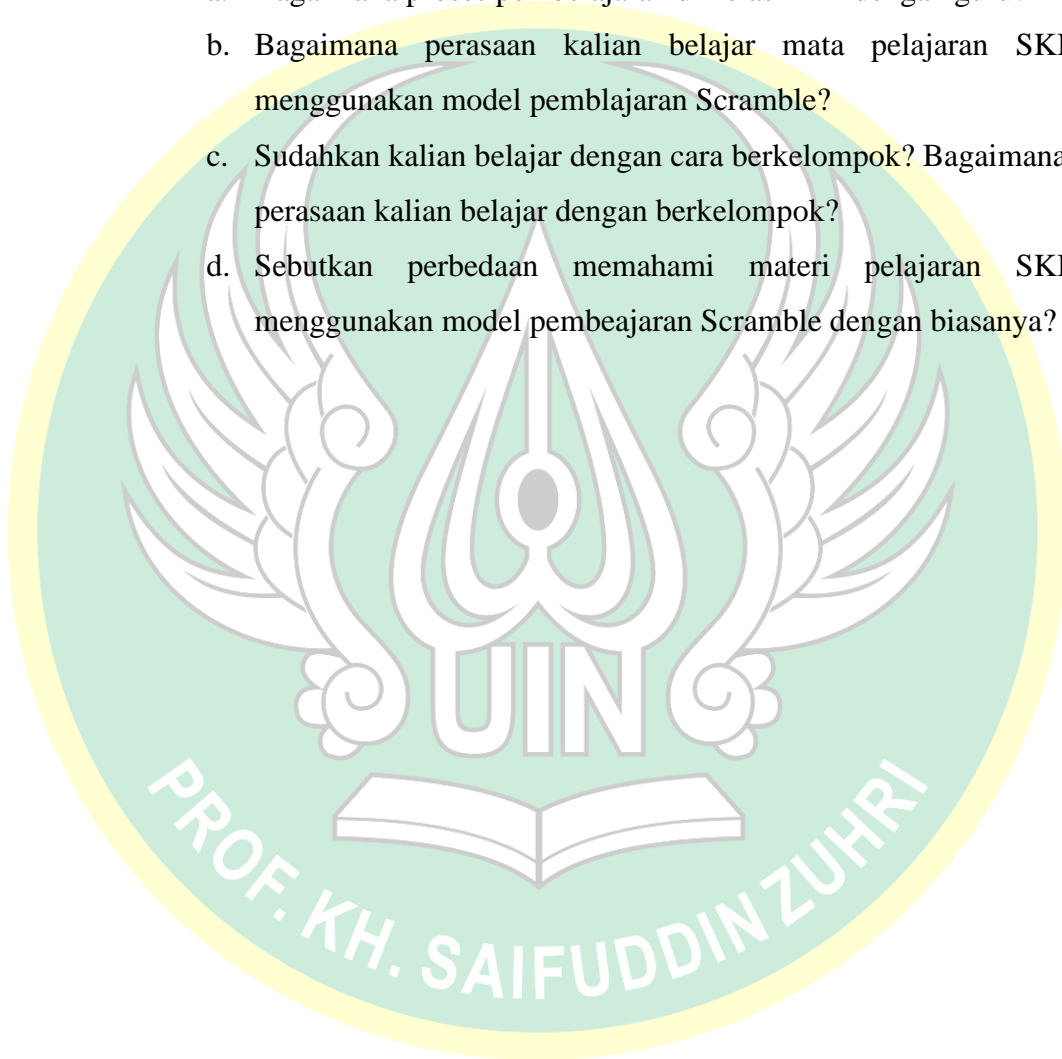 b. Bagaimana perasaan kalian belajar mata pelajaran SKI
menggunakan model pemblajaran Scramble?
c. Sudahkan kalian belajar dengan cara berkelompok? Bagaimana
perasaan kalian belajar dengan berkelompok?
d. Sebutkan perbedaan memahami materi pelajaran SKI
menggunakan model pembeajaran Scramble dengan biasanya?
UIN
PROF. KH. SAIFUDDIN ZUHRI